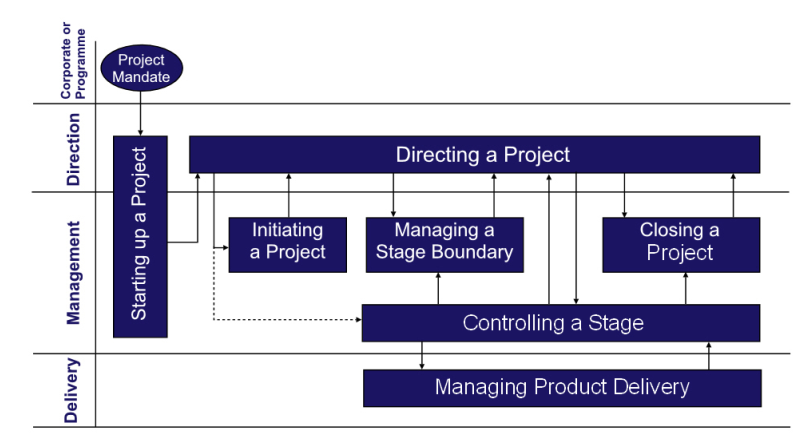 Corporate or
Programme
Project
Mandate
Direction
Starting up a Project
Directing a Project
Management
Initiating
a Project
Managing a
Stage Boundary
Closing a
Project
Controlling a Stage
Delivery
Managing Product Delivery